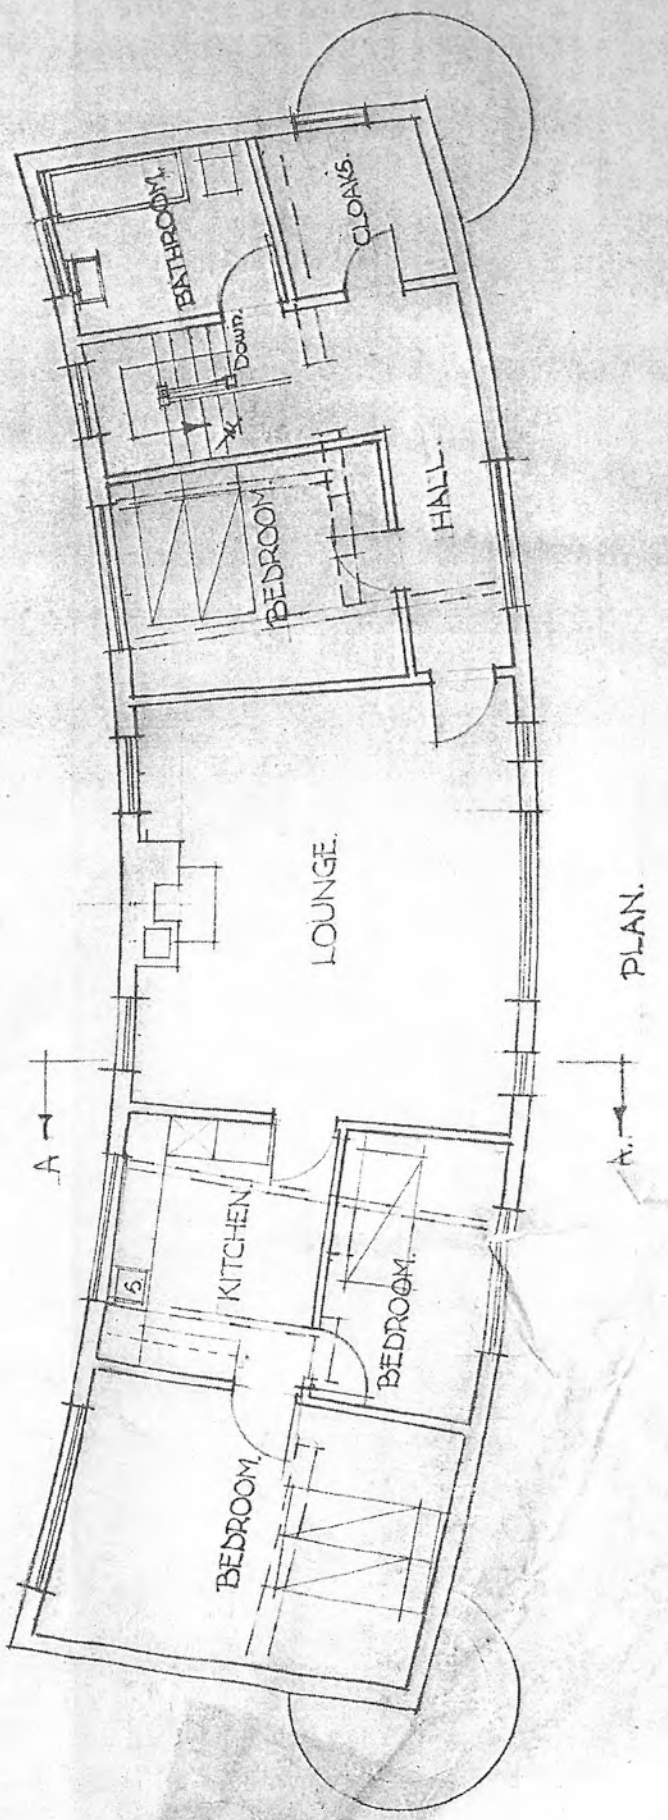 BATHROOM.
CLOAKS.
DOWN.
BEDROOM.
HALL.
LOUNGE.
PLAN.
A
A.
KITCHEN.
S
BEDROOM.
BEDROOM.